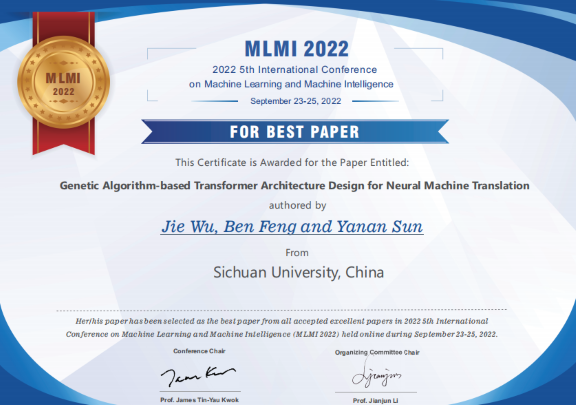 MLMI
2022
MLMI 2022
2022 5th International Conference
on Machine Learning and Machine Intelligence
September 23-25, 2022
FOR BEST PAPER
This Certificate is Awarded for the Paper Entitled:
Genetic Algorithm-based Transformer Architecture Design for Neural Machine Translation
authored by
Jie Wu, Ben Feng and Yanan Sun
From
Sichuan University, China
Her/his paper has been selected as the best paper from all accepted excellent papers in 2022 5th International
Conference on Machine Learning and Machine Intelligence (MLMI 2022) held online during September 23-25, 2022.
Conference Chair
Organizing Committee Chair
Prof. James Tin-Yau Kwok
Prof. Jianjun Li